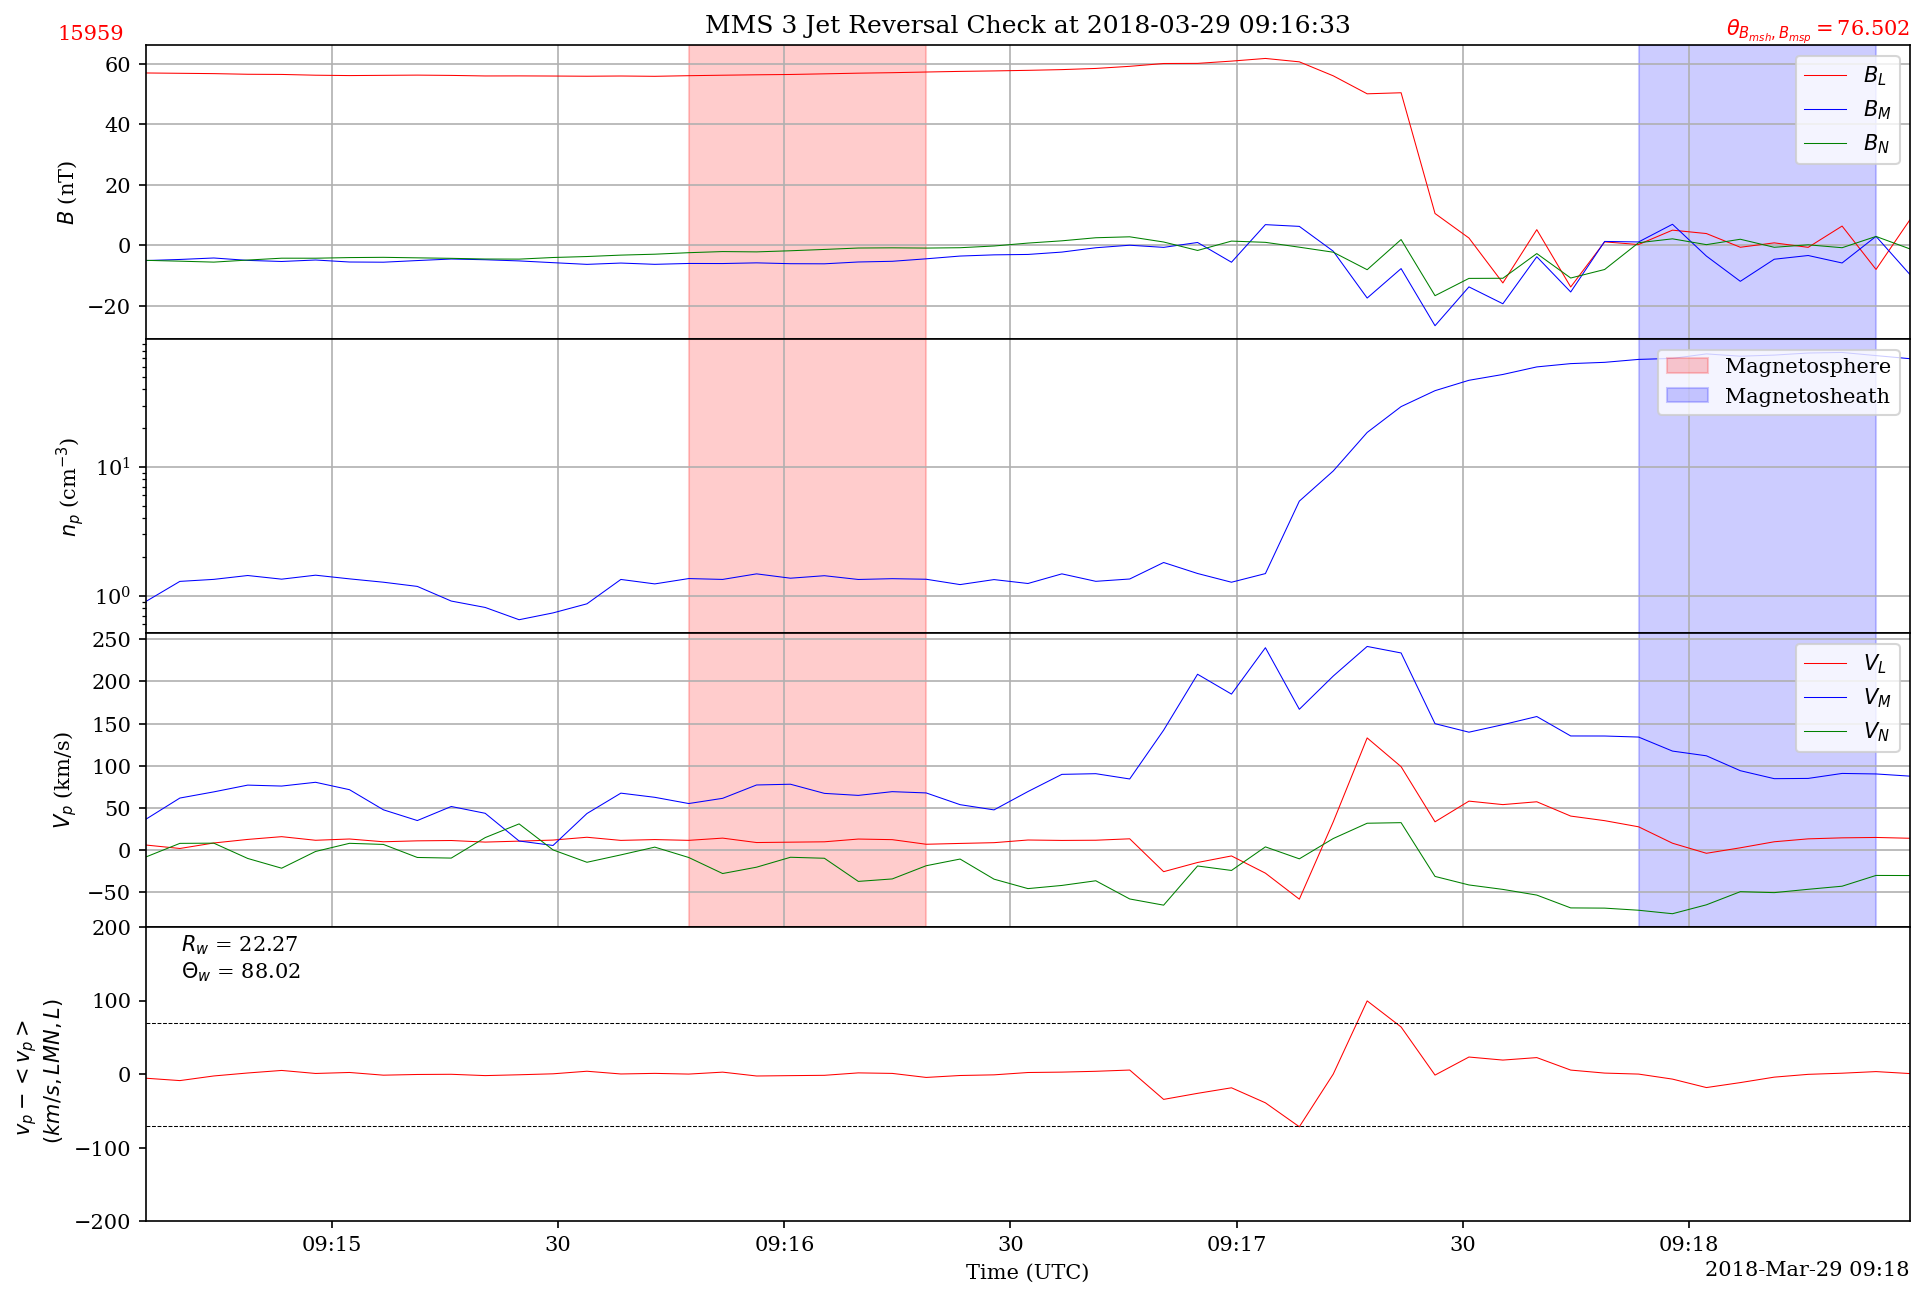 MMS 3 Jet Reversal Check at 2018-03-29 09:16:33
15959
θ_{B_{msh}, B_{msp}} = 76.502
60
40
20
0
−20
B (nT)
B_L
B_M
B_N
10^1
10^0
n_p (cm^{−3})
Magnetosphere
Magnetosheath
250
200
150
100
50
0
−50
V_p (km/s)
V_L
V_M
V_N
200
100
0
−100
−200
v_p − < v_p >
(km/s, LMN, L)
R_w = 22.27
Θ_w = 88.02
09:15
30
09:16
30
09:17
30
09:18
Time (UTC)
2018-Mar-29 09:18